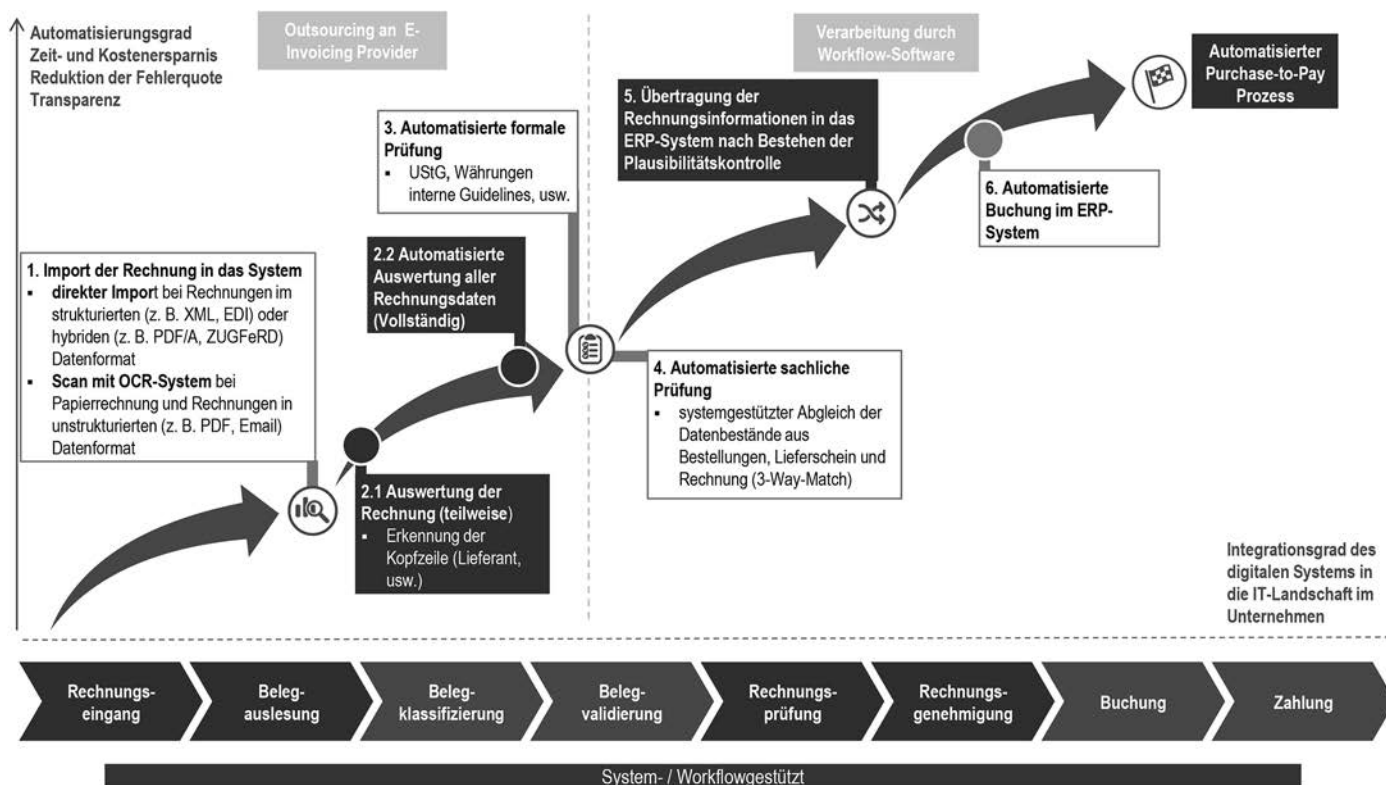 Automatisierungsgrad
Zeit- und Kostenersparnis
Reduktion der Fehlerquote
Transparenz
Outsourcing an E-
Invoicing Provider
Verarbeitung durch
Workflow-Software
Automatisierter
Purchase-to-Pay
Prozess
1. Import der Rechnung in das System
▪ direkter Import bei Rechnungen im
strukturierten (z. B. XML, EDI) oder
hybriden (z. B. PDF/A, ZUGFeRD)
Datenformat
▪ Scan mit OCR-System bei
Papierrechnung und Rechnungen in
unstrukturierten (z. B. PDF, Email)
Datenformat
2.1 Auswertung der
Rechnung (teilweise)
▪ Erkennung der
Kopfzeile (Lieferant,
usw.)
2.2 Automatisierte
Auswertung aller
Rechnungsdaten
(Vollständig)
3. Automatisierte formale
Prüfung
▪ UStG, Währungen
interne Guidelines, usw.
4. Automatisierte sachliche
Prüfung
▪ systemgestützter Abgleich der
Datenbestände aus
Bestellungen, Lieferschein und
Rechnung (3-Way-Match)
5. Übertragung der
Rechnungsinformationen in das
ERP-System nach Bestehen der
Plausibilitätskontrolle
6. Automatisierte
Buchung im ERP-
System
Integrationsgrad des
digitalen Systems in
die IT-Landschaft im
Unternehmen
Rechnungs-
eingang
Beleg-
auslesung
Beleg-
klassifizierung
Beleg-
validierung
Rechnungs-
prüfung
Rechnungs-
genehmigung
Buchung
Zahlung
System- / Workflowgestützt